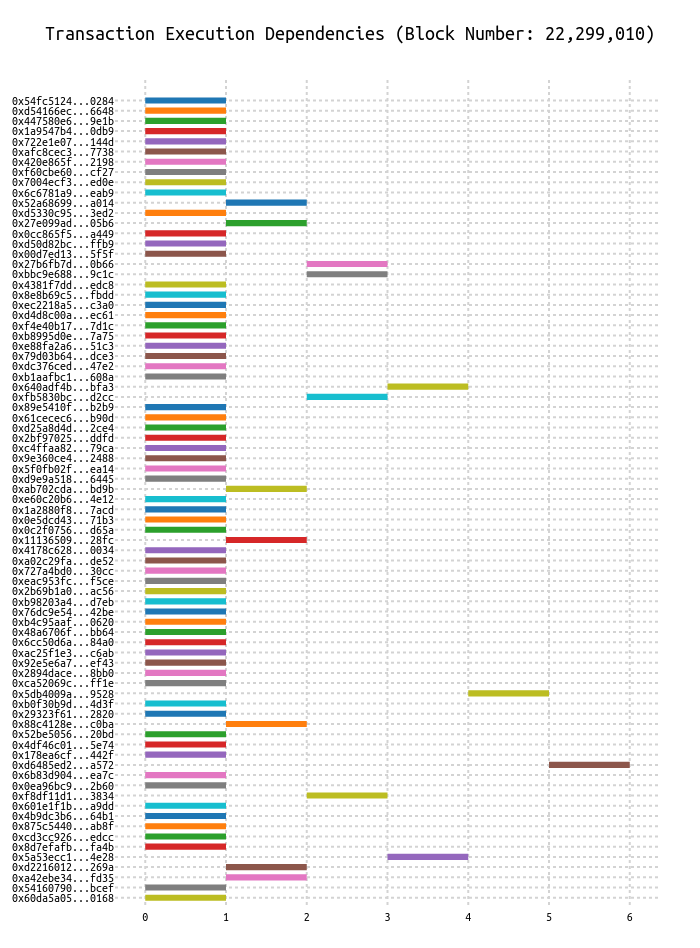 Transaction Execution Dependencies (Block Number: 22,299,010)
0x54fc5124...0284
0xd54166ec...6648
0x447580e6...9e1b
0x1a9547b4...0db9
0x722e1e07...144d
0xafc8cec3...7738
0x420e865f...2198
0xf60cbe60...cf27
0x7004ecf3...ed0e
0x6c6781a9...eab9
0x52a68699...a014
0xd5330c95...3ed2
0x27e099ad...05b6
0x0cc865f5...a449
0xd50d82bc...ffb9
0x00d7ed13...5f5f
0x27b6fb7d...0b66
0xbbc9e688...9c1c
0x4381f7dd...edc8
0x8e8b69c5...fbdd
0xec2218a5...c3a0
0xd4d8c00a...ec61
0xf4e40b17...7d1c
0xb8995d0e...7a75
0xe88fa2a6...51c3
0x79d03b64...dce3
0xdc376ced...47e2
0xb1aafbc1...608a
0x640adf4b...bfa3
0xfb5830bc...d2cc
0x89e5410f...b2b9
0x61cecec6...b90d
0xd25a8d4d...2ce4
0x2bf97025...ddfd
0xc4ffaa82...79ca
0x9e360ce4...2488
0x5f0fb02f...ea14
0xd9e9a518...6445
0xab702cda...bd9b
0xe60c20b6...4e12
0x1a2880f8...7acd
0x0e5dcd43...71b3
0x0c2f0756...d65a
0x11136509...28fc
0x4178c628...0034
0xa02c29fa...de52
0x727a4bd0...30cc
0xeac953fc...f5ce
0x2b69b1a0...ac56
0xb98203a4...d7eb
0x76dc9e54...42be
0xb4c95aaf...0620
0x48a6706f...bb64
0x6cc50d6a...84a0
0xac25f1e3...c6ab
0x92e5e6a7...ef43
0x2894dace...8bb0
0xca52069c...ff1e
0x5db4009a...9528
0xb0f30b9d...4d3f
0x29323f61...2820
0x88c4128e...c0ba
0x52be5056...20bd
0x4df46c01...5e74
0x178ea6cf...442f
0xd6485ed2...a572
0x6b83d904...ea7c
0x0ea96bc9...2b60
0xf8df11d1...3834
0x601e1f1b...a9dd
0x4b9dc3b6...64b1
0x875c5440...ab8f
0xcd3cc926...edcc
0x8d7efafb...fa4b
0x5a53ecc1...4e28
0xd2216012...269a
0xa42ebe34...fd35
0x54160790...bcef
0x60da5a05...0168
0 1 2 3 4 5 6